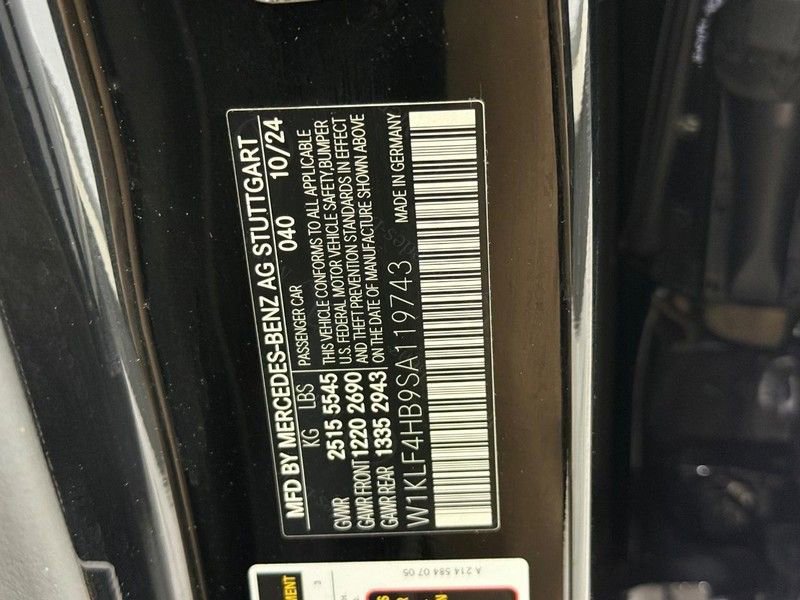 MFD BY MERCEDES-BENZ AG STUTTGART
KG LBS PASSENGER CAR 040 10/24
GVWR 2515 5545 THIS VEHICLE CONFORMS TO ALL APPLICABLE
GAWR FRONT 1220 2690 U.S. FEDERAL MOTOR VEHICLE SAFETY,BUMPER
GAWR REAR 1335 2943 AND THEFT PREVENTION STANDARDS IN EFFECT
ON THE DATE OF MANUFACTURE SHOWN ABOVE
W1KLF4HB9SA119743 MADE IN GERMANY
A 214 584 07 05